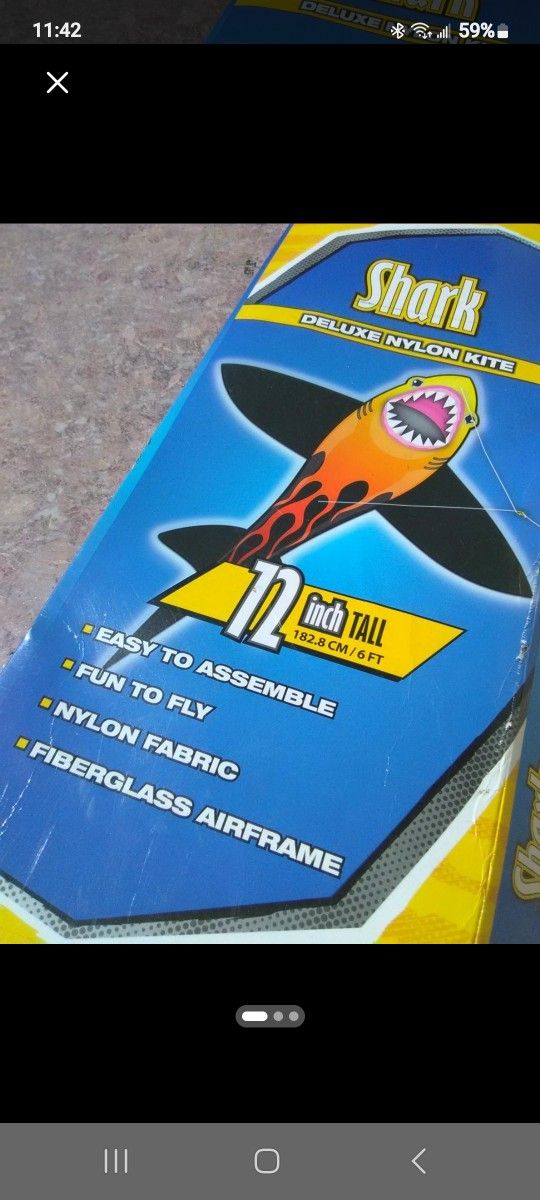 11:42
59%
DELUXE
Shark
DELUXE NYLON KITE
72 inch TALL
182.8 CM/6 FT
EASY TO ASSEMBLE
FUN TO FLY
NYLON FABRIC
FIBERGLASS AIRFRAME